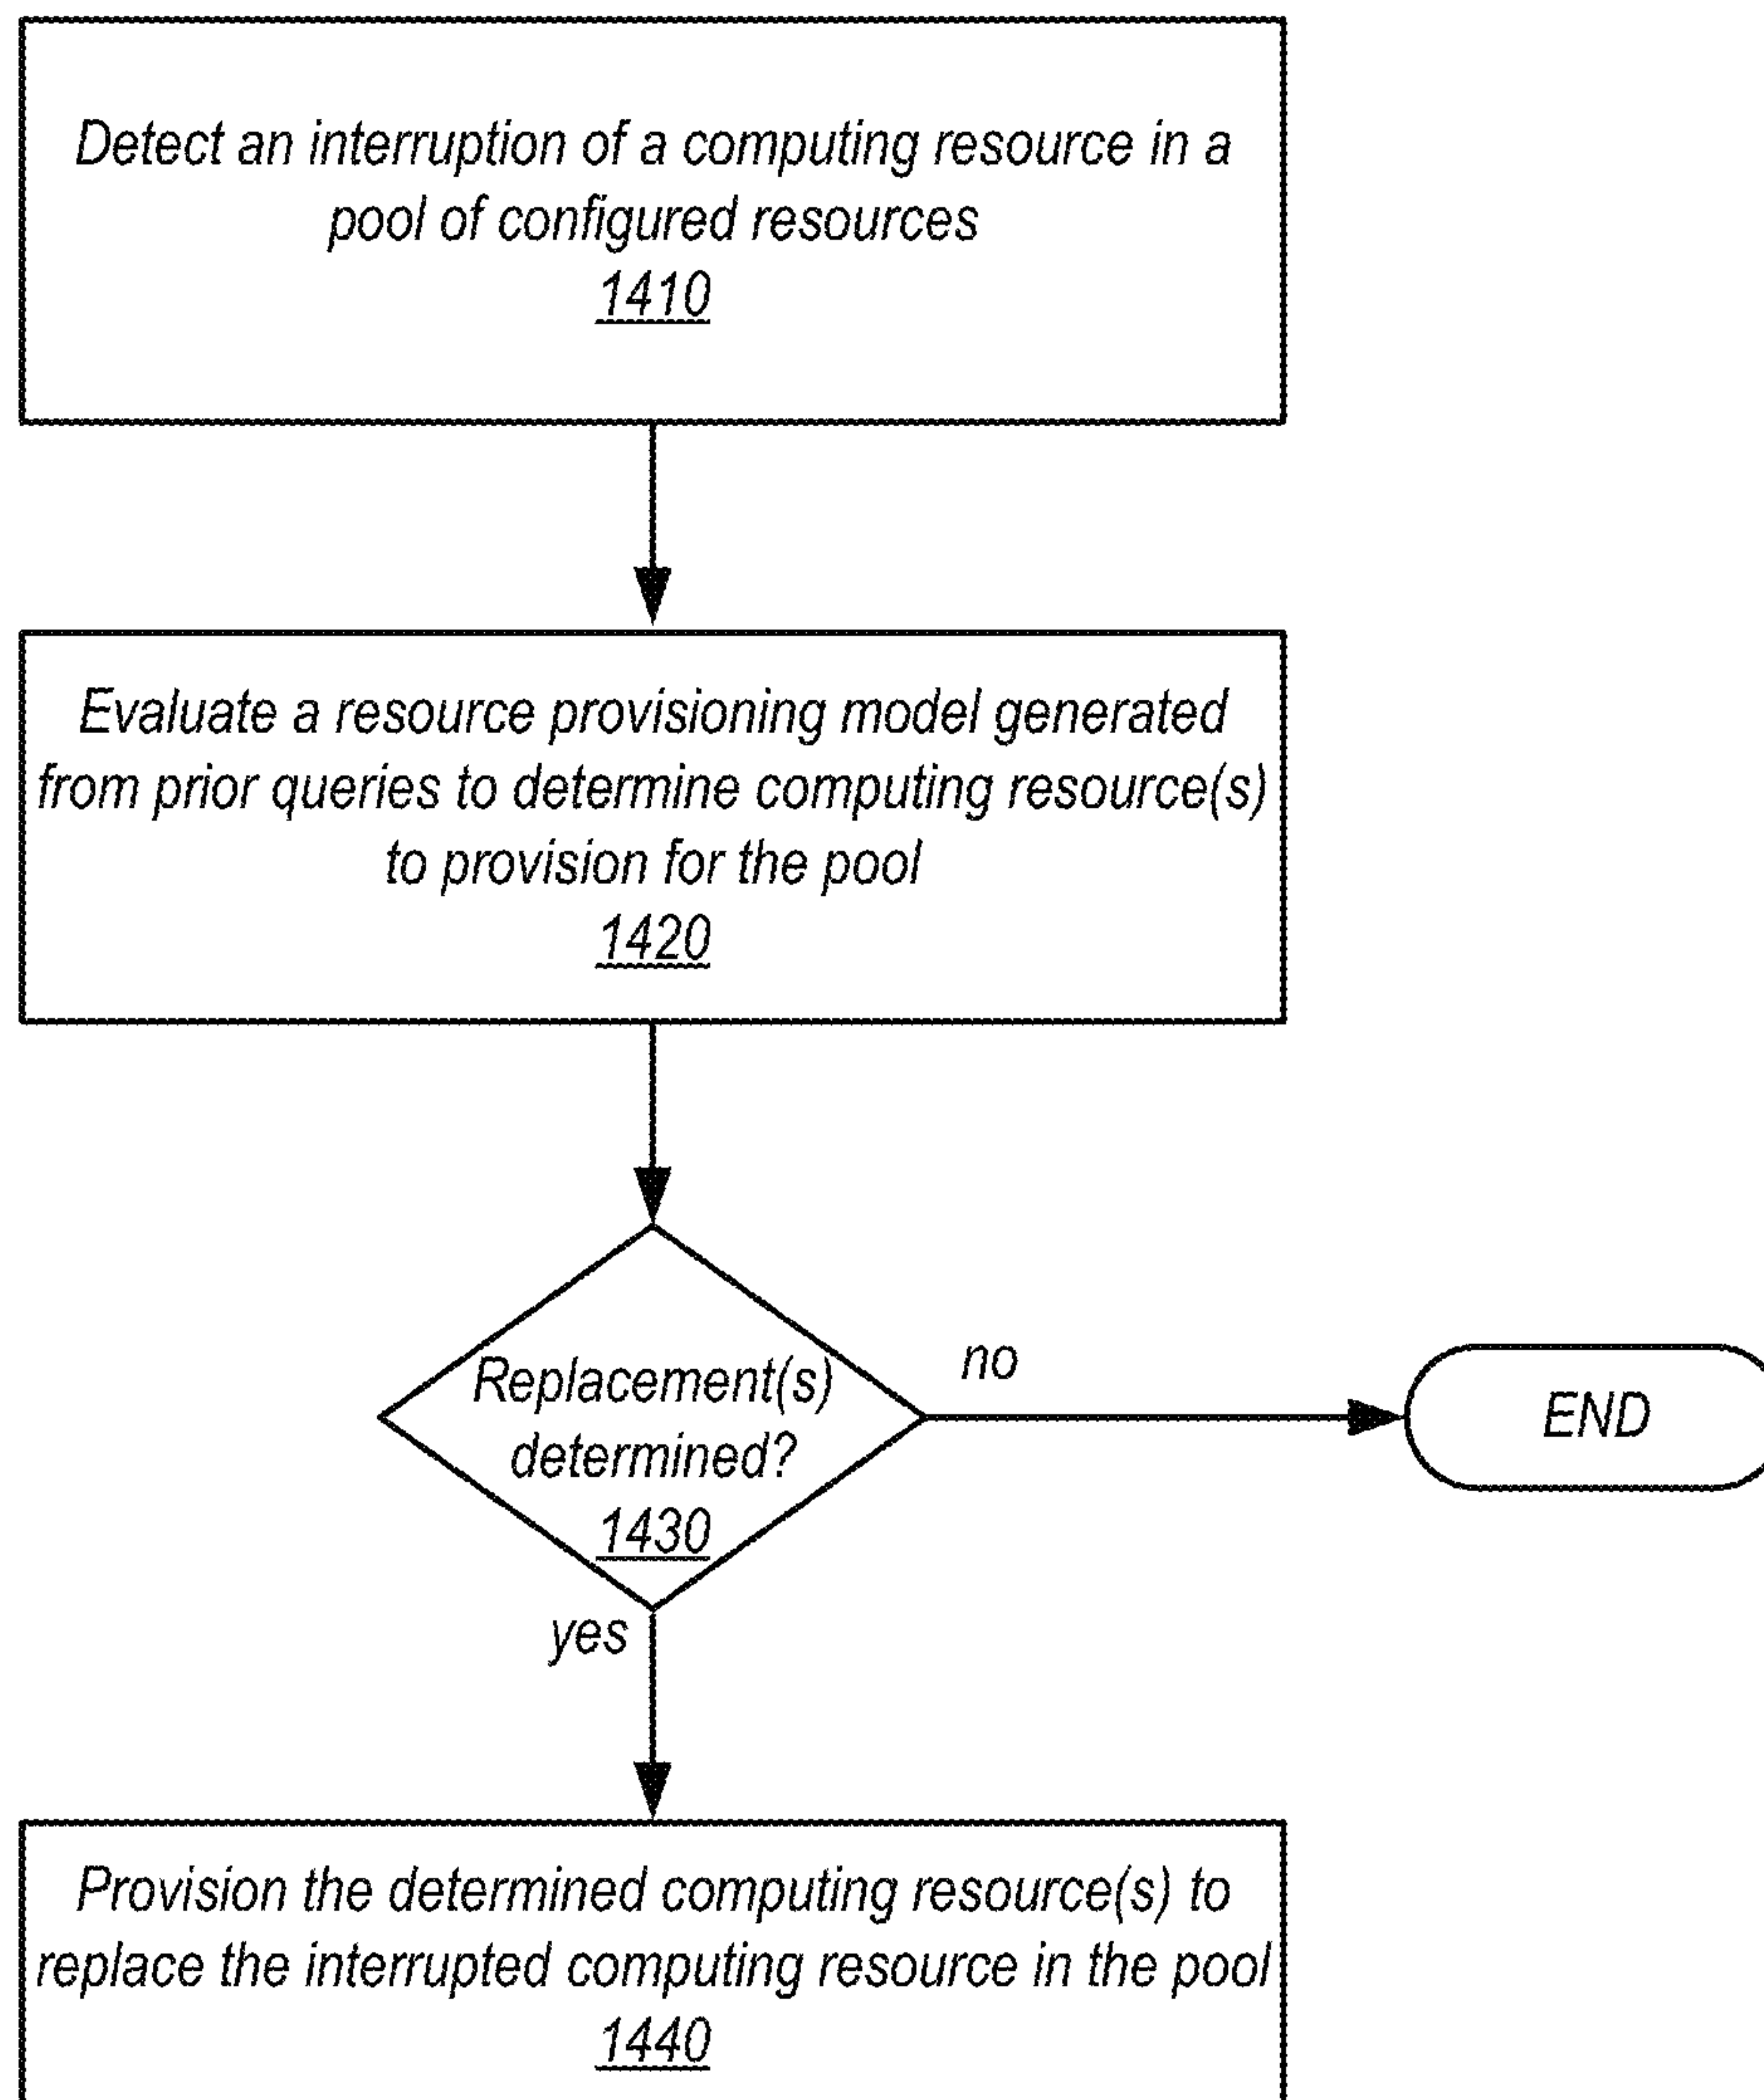 Detect an interruption of a computing resource in a
pool of configured resources
1410
Evaluate a resource provisioning model generated
from prior queries to determine computing resource(s)
to provision for the pool
1420
Replacement(s)
determined?
1430
no
END
yes
Provision the determined computing resource(s) to
replace the interrupted computing resource in the pool
1440